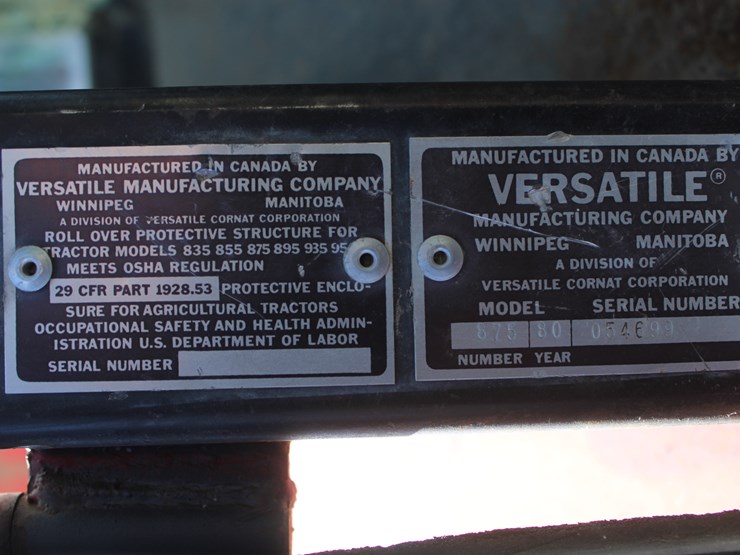 MANUFACTURED IN CANADA BY
VERSATILE MANUFACTURING COMPANY
WINNIPEG MANITOBA
A DIVISION OF VERSATILE CORNAT CORPORATION
ROLL OVER PROTECTIVE STRUCTURE FOR
TRACTOR MODELS 835 855 875 895 935
MEETS OSHA REGULATION
29 CFR PART 1928.53 PROTECTIVE ENCLO-
SURE FOR AGRICULTURAL TRACTORS
OCCUPATIONAL SAFETY AND HEALTH ADMIN-
ISTRATION U.S. DEPARTMENT OF LABOR
SERIAL NUMBER
MANUFACTURED IN CANADA BY
VERSATILE®
MANUFACTURING COMPANY
WINNIPEG MANITOBA
A DIVISION OF
VERSATILE CORNAT CORPORATION
MODEL SERIAL NUMBER
875 80
NUMBER YEAR